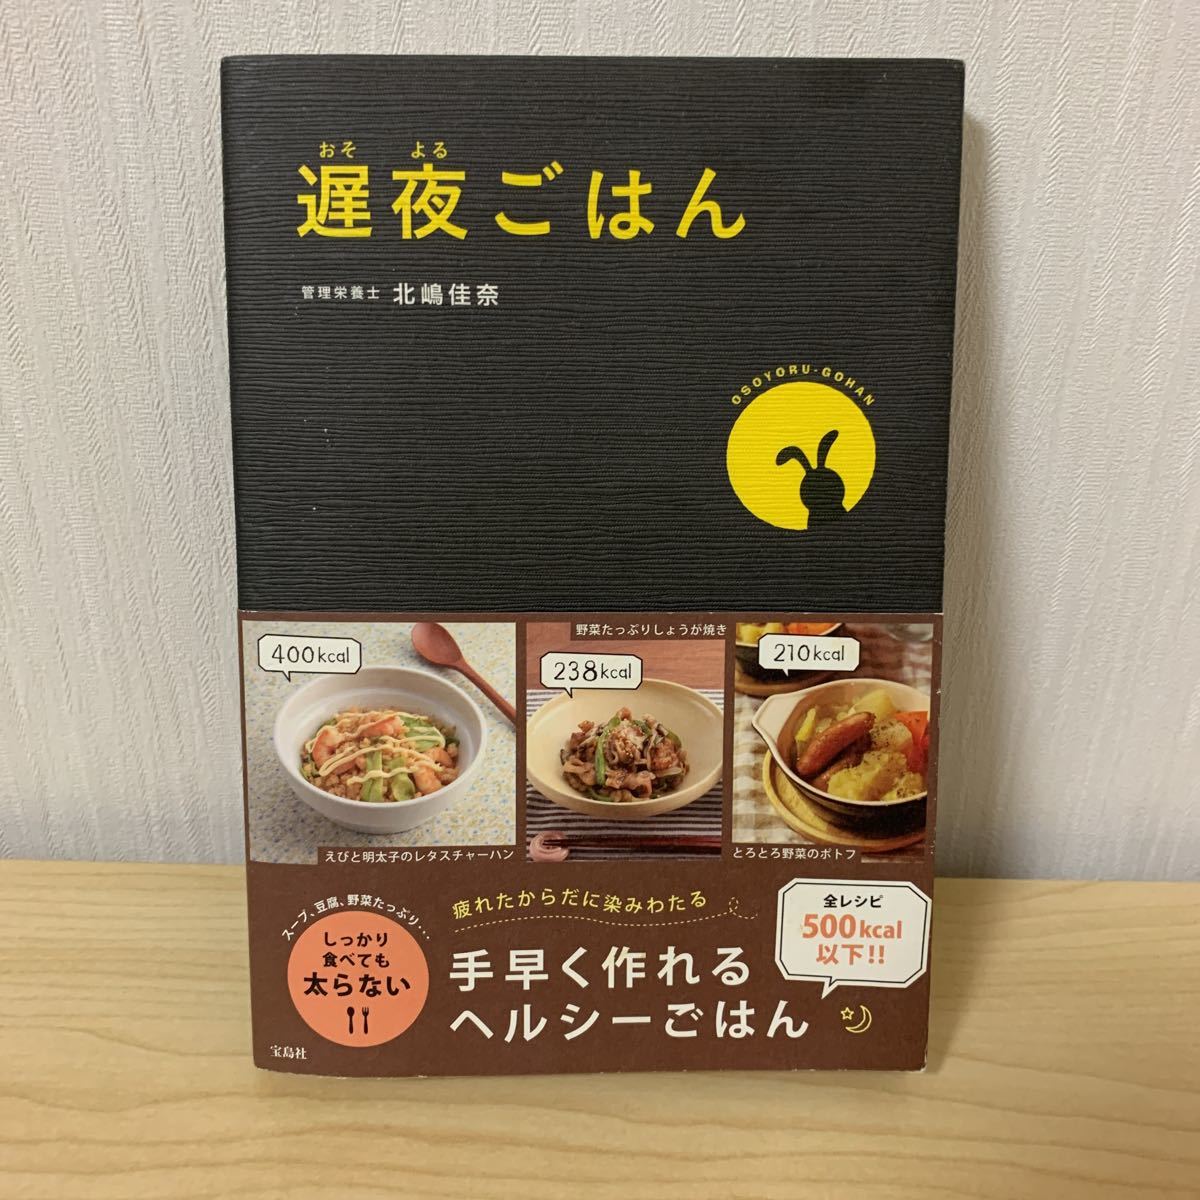 おそ よる
遅夜ごはん
管理栄養士 北嶋佳奈
OSOYORU-GOHAN
400kcal
えびと明太子のレタスチャーハン
野菜たっぷりしょうが焼き
238kcal
210kcal
とろとろ野菜のポトフ
スープ、豆腐、野菜たっぷり…
しっかり
食べても
太らない
疲れたからだに染みわたる
手早く作れる
ヘルシーごはん
全レシピ
500kcal
以下!!
宝島社